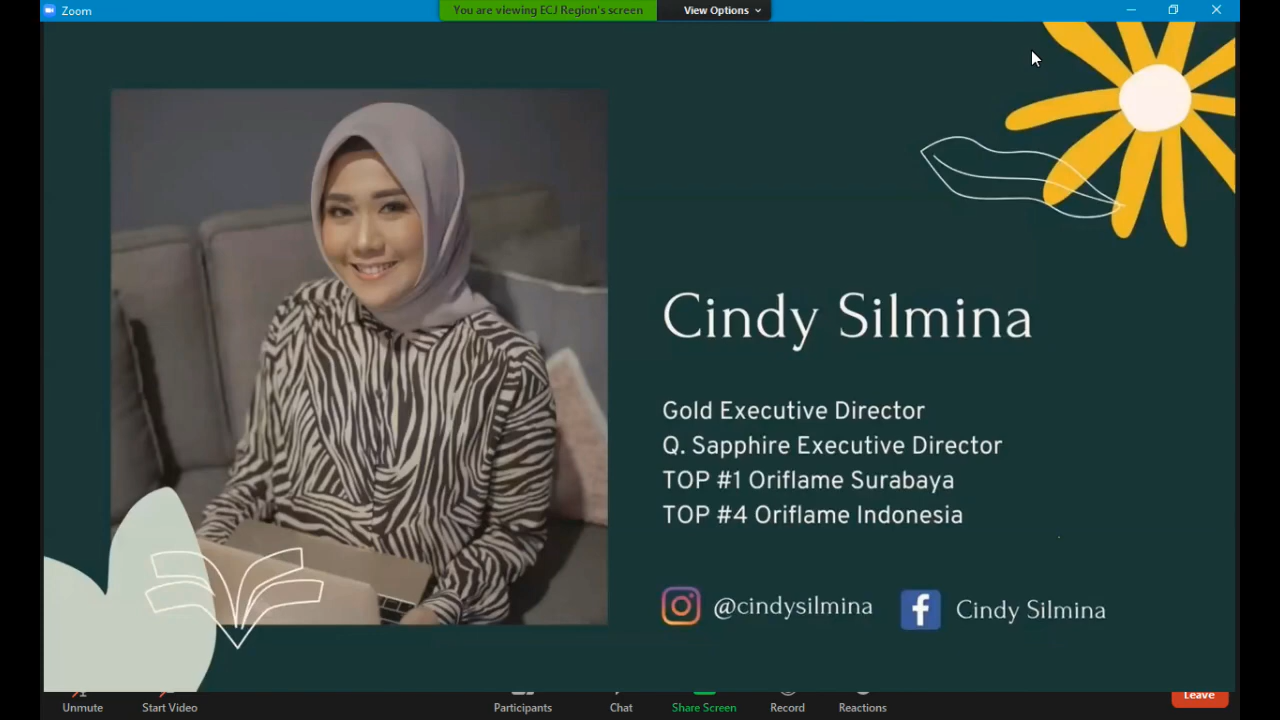 Zoom
You are viewing ECJ Region's screen
View Options
Cindy Silmina
Gold Executive Director
Q. Sapphire Executive Director
TOP #1 Oriflame Surabaya
TOP #4 Oriflame Indonesia
@cindysilmina
Cindy Silmina
Unmute
Start Video
Participants
Chat
Share Screen
Record
Reactions
Leave